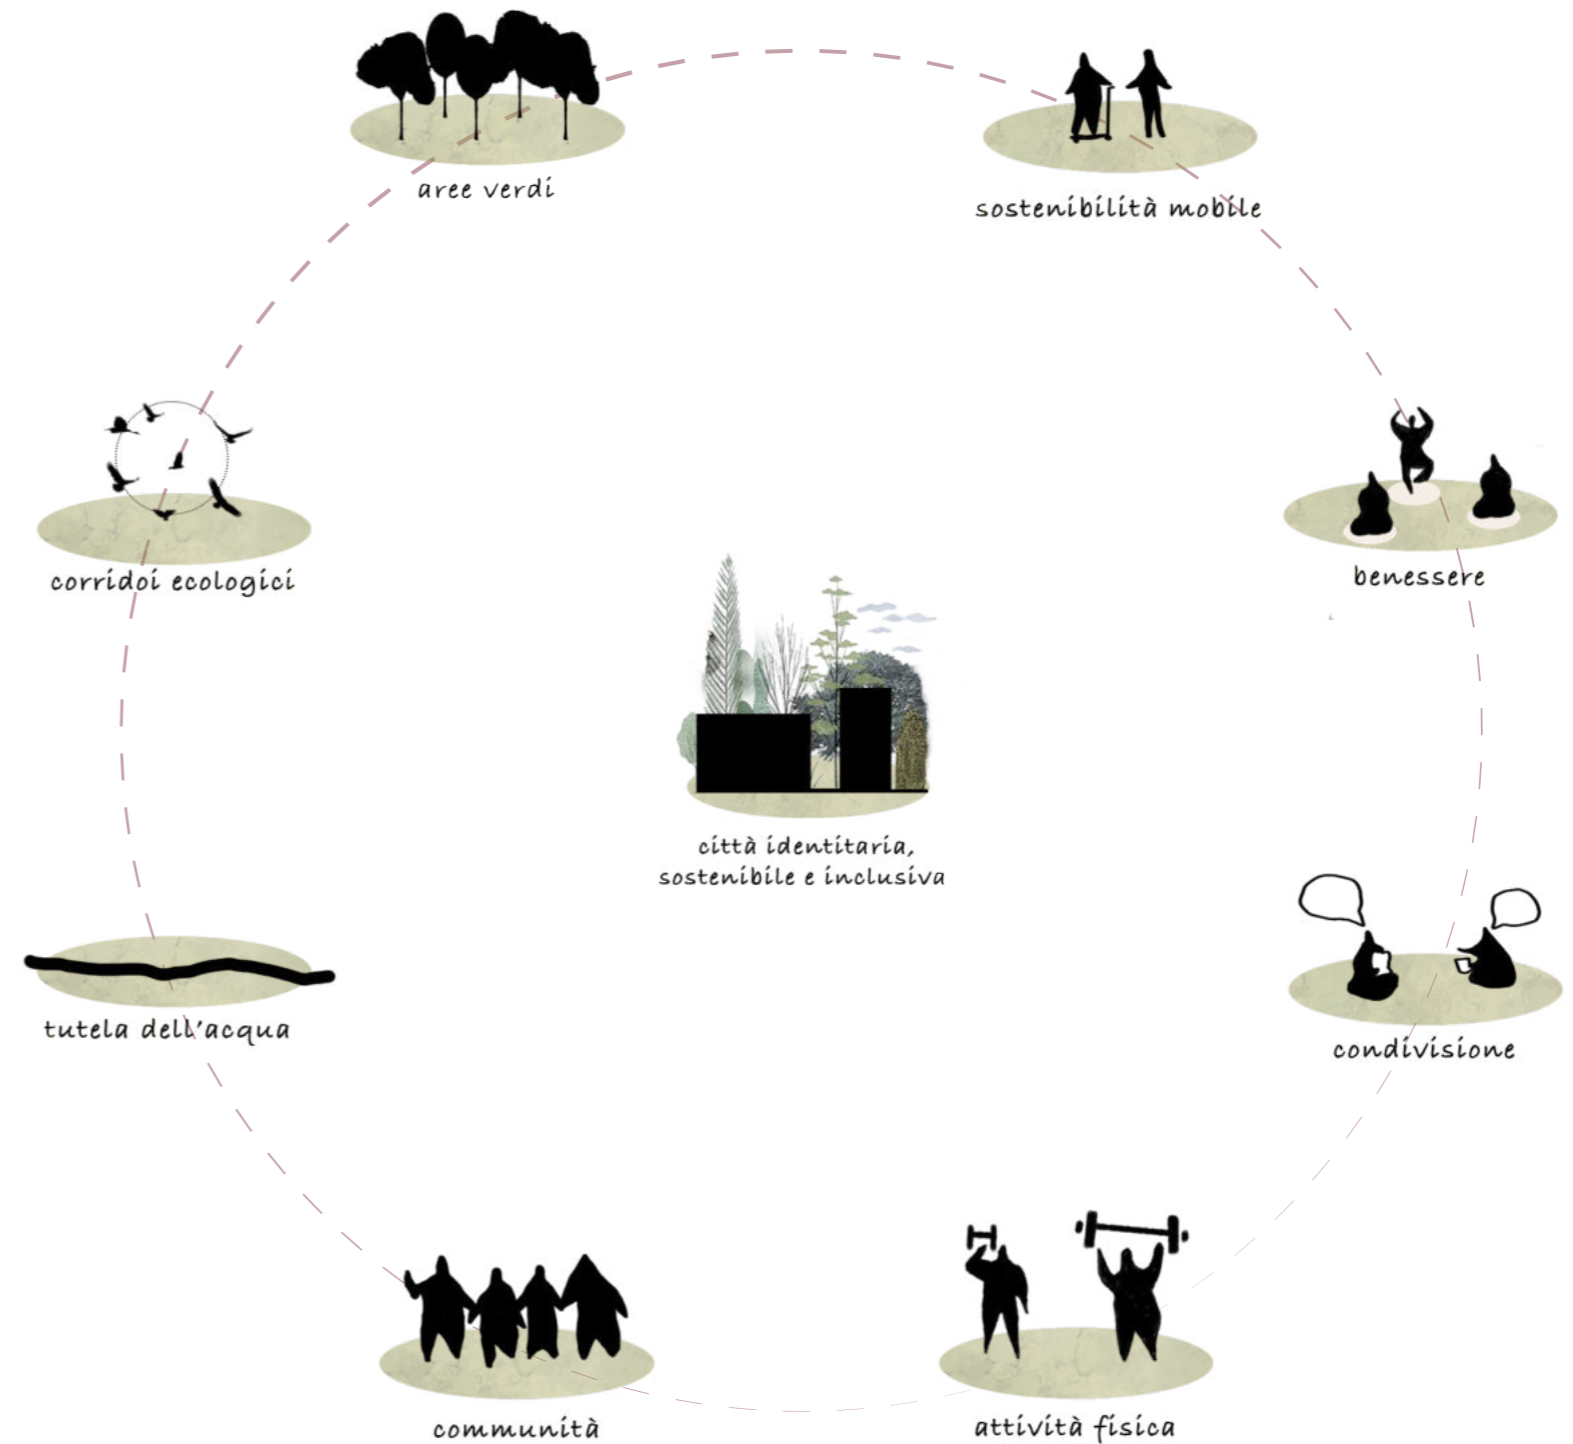 aree verdi
sostenibilità mobile
corridoi ecologici
benessere
città identitaria,
sostenibile e inclusiva
tutela dell'acqua
condivisione
communità
attività fisica